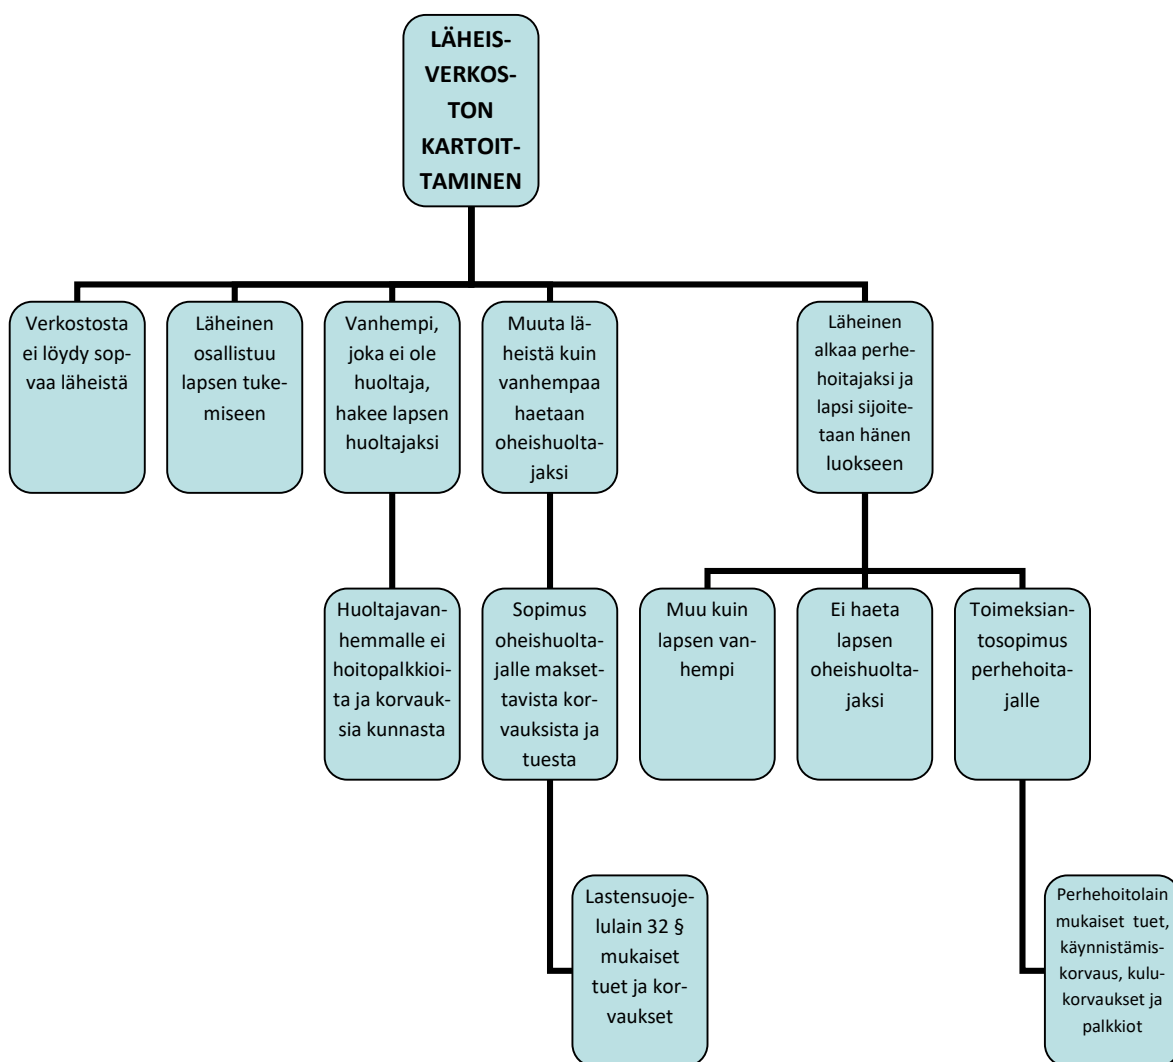 LÄHEIS-
VERKOS-
TON
KARTOIT-
TAMINEN
Verkostosta
ei löydy sop-
vaa läheistä
Läheinen
osallistuu
lapsen tuke-
miseen
Vanhempi,
joka ei ole
huoltaja,
hakee lapsen
huoltajaksi
Muuta lä-
heistä kuin
vanhempaa
haetaan
oheishuolta-
jaksi
Läheinen
alkaa perhe-
hoitajaksi ja
lapsi sijoite-
taan hänen
luokseen
Huoltajavan-
hemmalle ei
hoitopalkkioi-
ta ja korvauk-
sia kunnasta
Sopimus
oheishuolta-
jalle makset-
tavista kor-
vauksista ja
tuesta
Muu kuin
lapsen van-
hempi
Ei haeta
lapsen
oheishuolta-
jaksi
Toimeksian-
tosopimus
perhehoita-
jalle
Lastensuoje-
lulain 32 §
mukaiset
tuet ja kor-
vaukset
Perhehoitolain
mukaiset tuet,
käynnistämis-
korvaus, kulu-
korvaukset ja
palkkiot